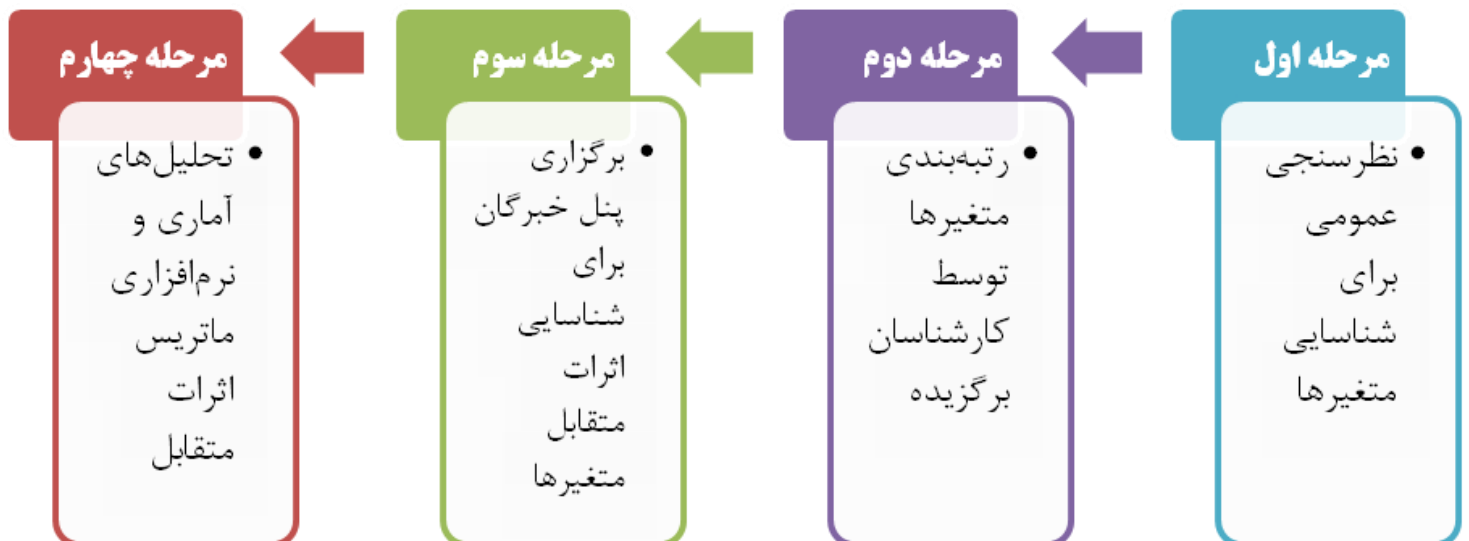 مرحله اول
• نظرسنجی
عمومی
برای
شناسایی
متغیرها
مرحله دوم
• رتبه‌بندی
متغیرها
توسط
کارشناسان
برگزیده
مرحله سوم
• برگزاری
پنل خبرگان
برای
شناسایی
اثرات
متقابل
متغیرها
مرحله چهارم
• تحلیل‌های
آماری و
نرم‌افزاری
ماتریس
اثرات
متقابل